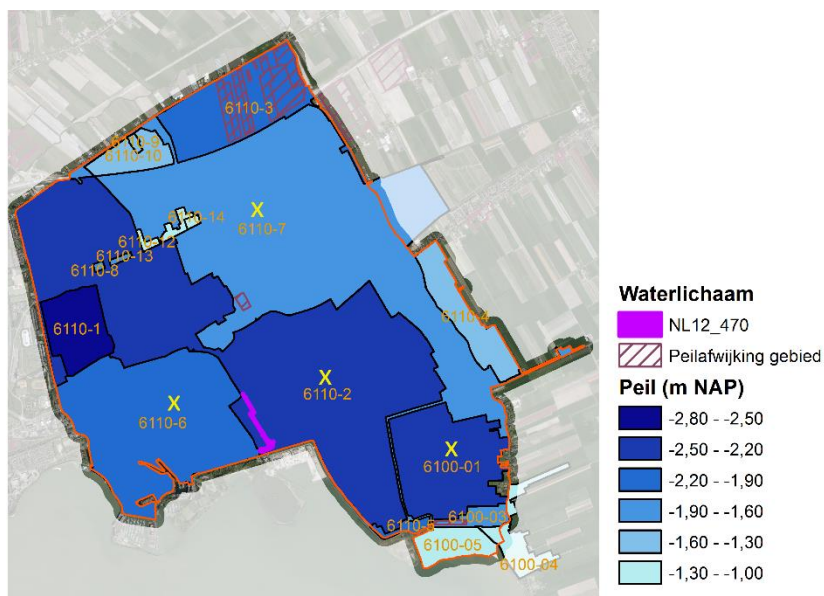 6110-3
6110-9
6110-10
X
6110-7
6110-14
6110-12
6110-13
6110-8
6110-1
6110-4
X
6110-2
X
6110-6
X
6100-01
6110-5
6100-03
6100-05
6100-04
Waterlichaam
NL12_470
Peilafwijking gebied
Peil (m NAP)
-2,80 - -2,50
-2,50 - -2,20
-2,20 - -1,90
-1,90 - -1,60
-1,60 - -1,30
-1,30 - -1,00